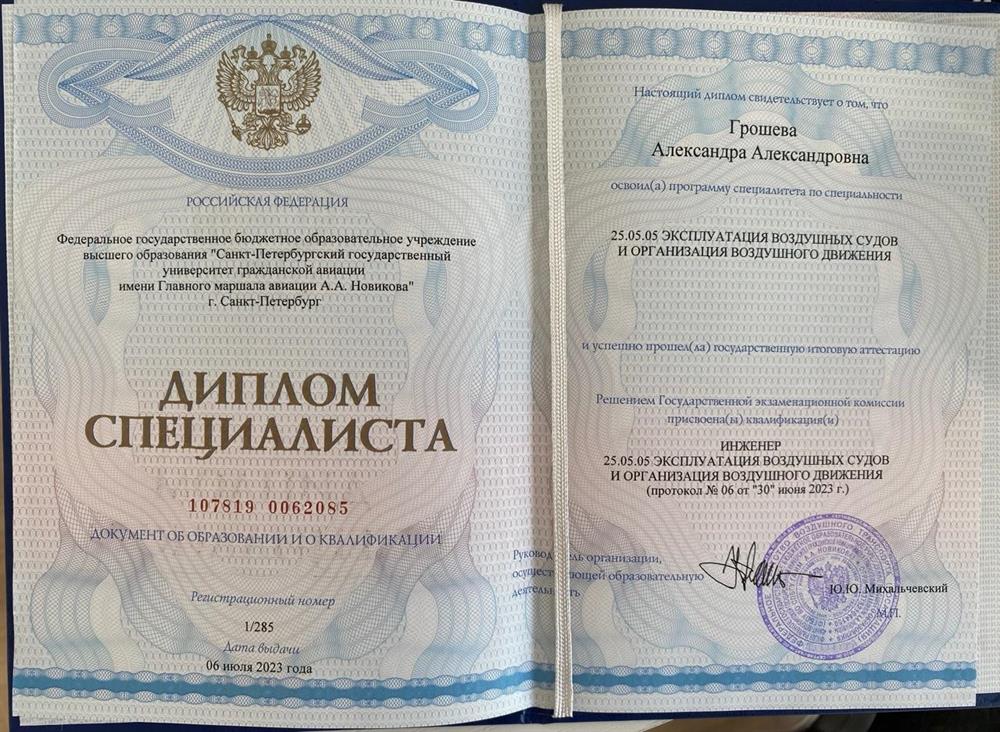 РОССИЙСКАЯ ФЕДЕРАЦИЯ
Федеральное государственное бюджетное образовательное учреждение
высшего образования "Санкт-Петербургский государственный
университет гражданской авиации
имени Главного маршала авиации А.А. Новикова"
г. Санкт-Петербург
ДИПЛОМ
СПЕЦИАЛИСТА
107819 0062085
ДОКУМЕНТ ОБ ОБРАЗОВАНИИ И О КВАЛИФИКАЦИИ
Регистрационный номер
1/285
Дата выдачи
06 июля 2023 года
Настоящий диплом свидетельствует о том, что
Грошева
Александра Александровна
освоил(а) программу специалитета по специальности
25.05.05 ЭКСПЛУАТАЦИЯ ВОЗДУШНЫХ СУДОВ
И ОРГАНИЗАЦИЯ ВОЗДУШНОГО ДВИЖЕНИЯ
и успешно прошел(ла) государственную итоговую аттестацию
Решением Государственной экзаменационной комиссии
присвоена(ы) квалификация(и)
ИНЖЕНЕР
25.05.05 ЭКСПЛУАТАЦИЯ ВОЗДУШНЫХ СУДОВ
И ОРГАНИЗАЦИЯ ВОЗДУШНОГО ДВИЖЕНИЯ
(протокол № 06 от "30" июня 2023 г.)
организации,
образовательную
Ю.Ю. Михальчевский
М.П.